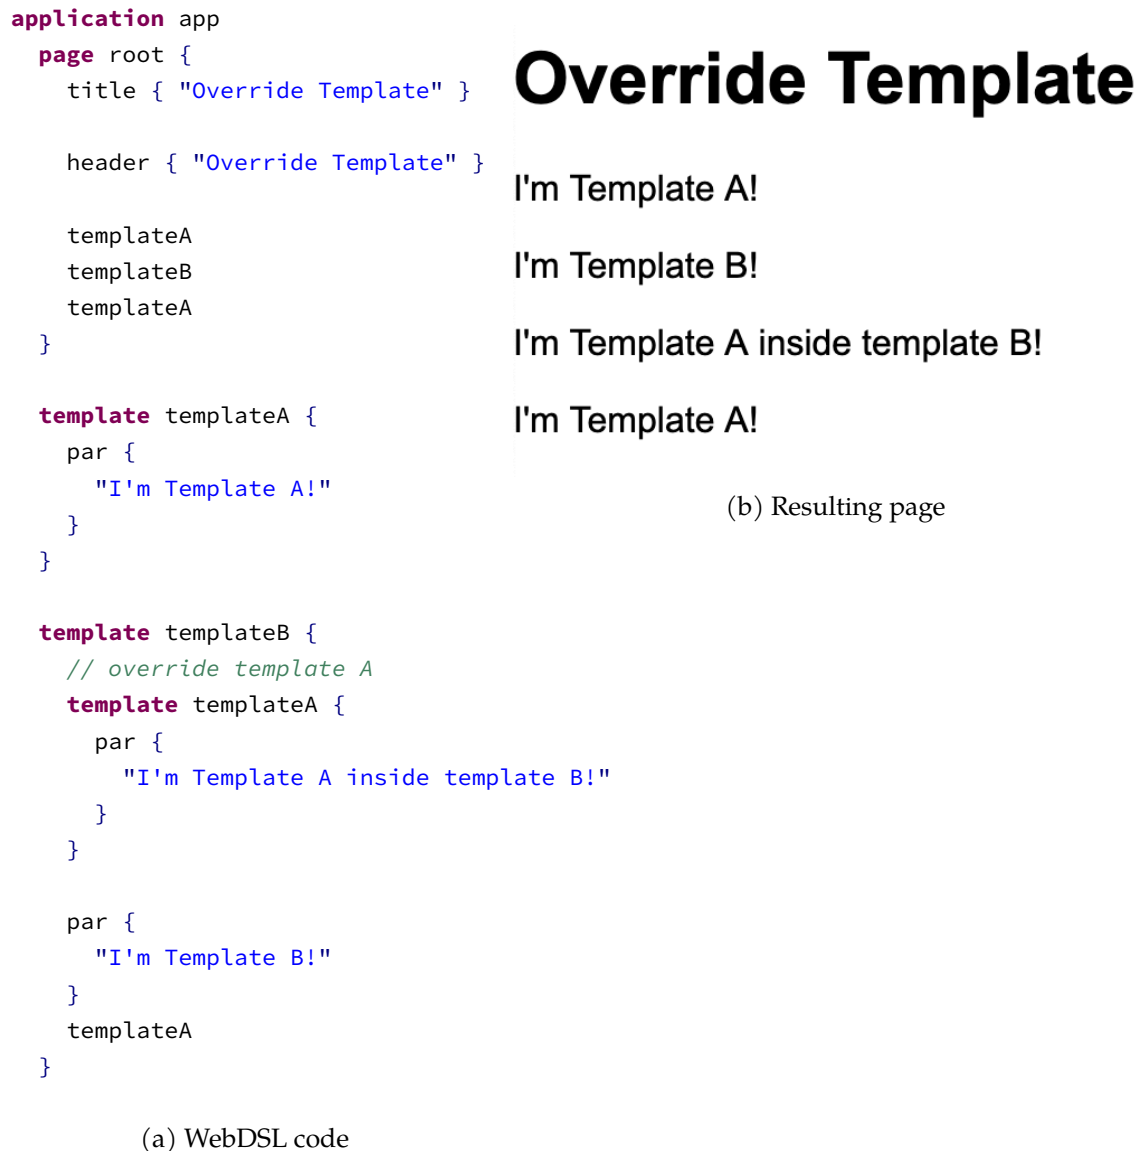 application app
  page root {
    title { "Override Template" }

    header { "Override Template" }

    templateA
    templateB
    templateA
  }

  template templateA {
    par {
      "I'm Template A!"
    }
  }

  template templateB {
    // override template A
    template templateA {
      par {
        "I'm Template A inside template B!"
      }
    }

    par {
      "I'm Template B!"
    }
    templateA
  }

(a) WebDSL code

Override Template
I'm Template A!
I'm Template B!
I'm Template A inside template B!
I'm Template A!
(b) Resulting page